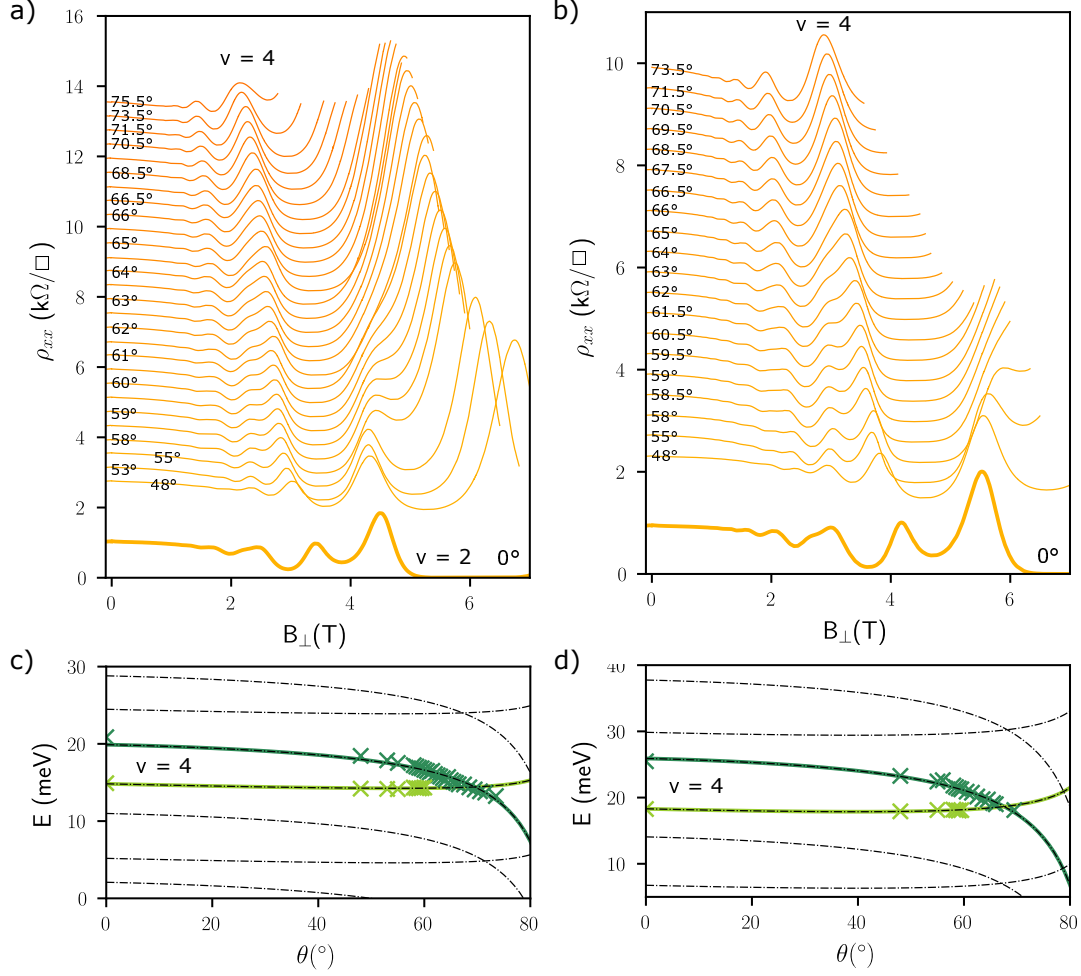 a)
16
14
12
10
8
6
4
2
0
ρxx (kΩ/□)
v = 4
75.5°
73.5°
71.5°
70.5°
68.5°
66.5°
66°
65°
64°
63°
62°
61°
60°
59°
58°
55°
53°
48°
v = 2 0°
0 2 4 6
B⊥(T)
b)
10
8
6
4
2
0
ρxx (kΩ/□)
v = 4
73.5°
71.5°
70.5°
69.5°
68.5°
67.5°
66.5°
66°
65°
64°
63°
62°
61.5°
60.5°
59.5°
59°
58.5°
58°
55°
48°
0°
0 2 4 6
B⊥(T)
c)
30
20
10
0
E (meV)
v = 4
0 20 40 60 80
θ(°)
d)
40
30
20
10
E (meV)
v = 4
0 20 40 60 80
θ(°)